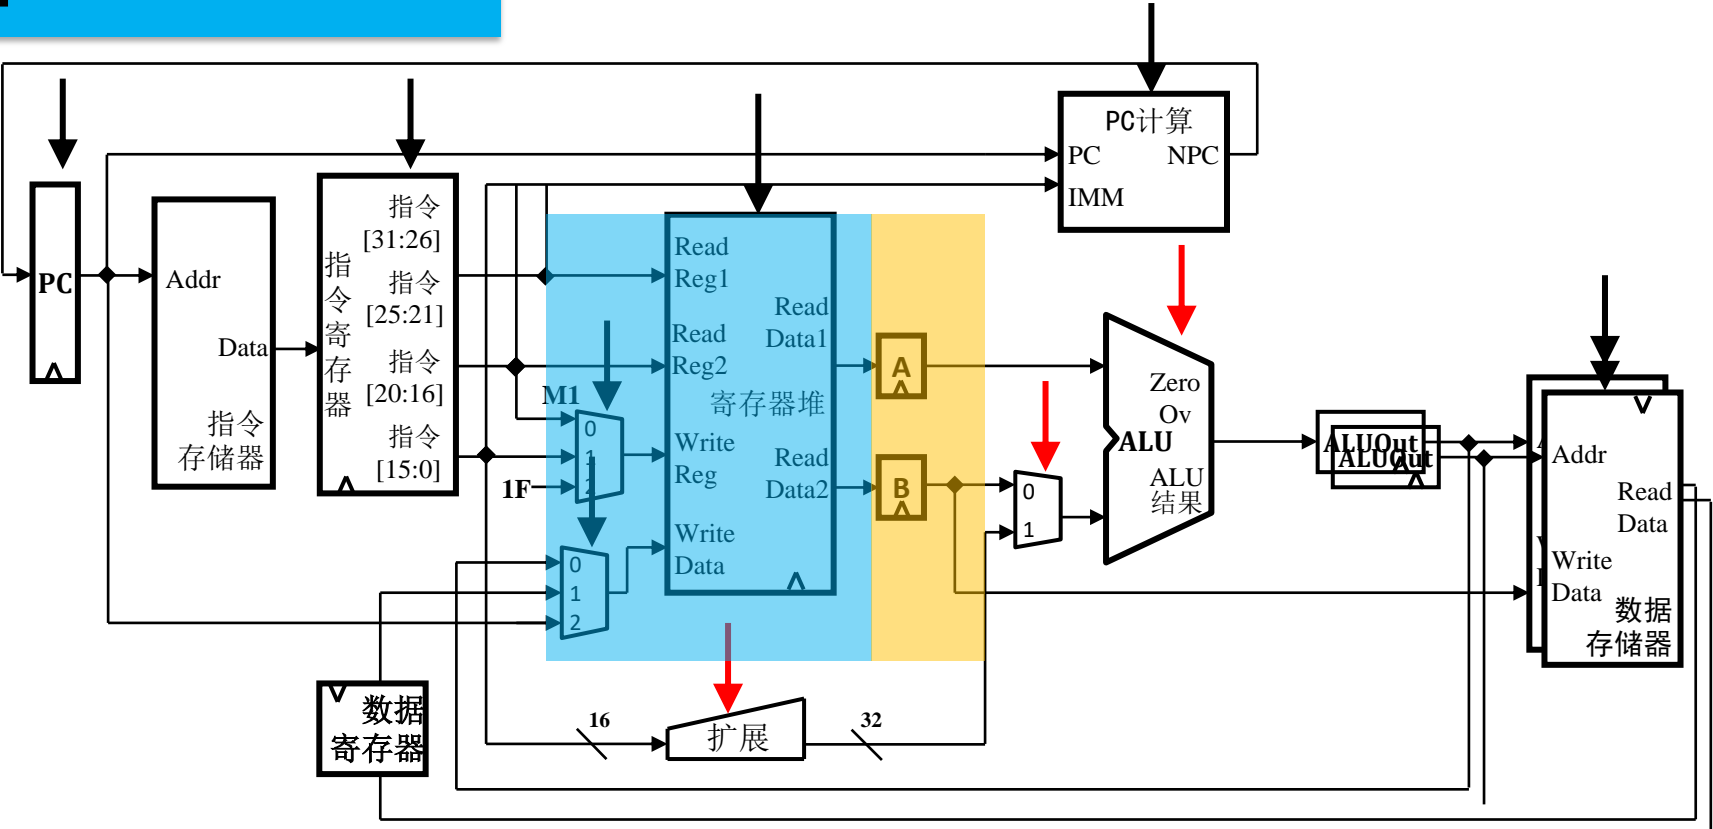 PC
Addr
Data
指令
存储器
指令寄存器
指令
[31:26]
指令
[25:21]
指令
[20:16]
指令
[15:0]
M1
0
1
2
1F
0
1
2
Read
Reg1
Read
Reg2
Read
Data1
寄存器堆
Write
Reg
Read
Data2
Write
Data
A
B
0
1
PC计算
PC
NPC
IMM
Zero
Ov
ALU
ALU
结果
ALUOut
ALUOut
Addr
Read
Data
Write
Data
数据
存储器
数据
寄存器
16
扩展
32